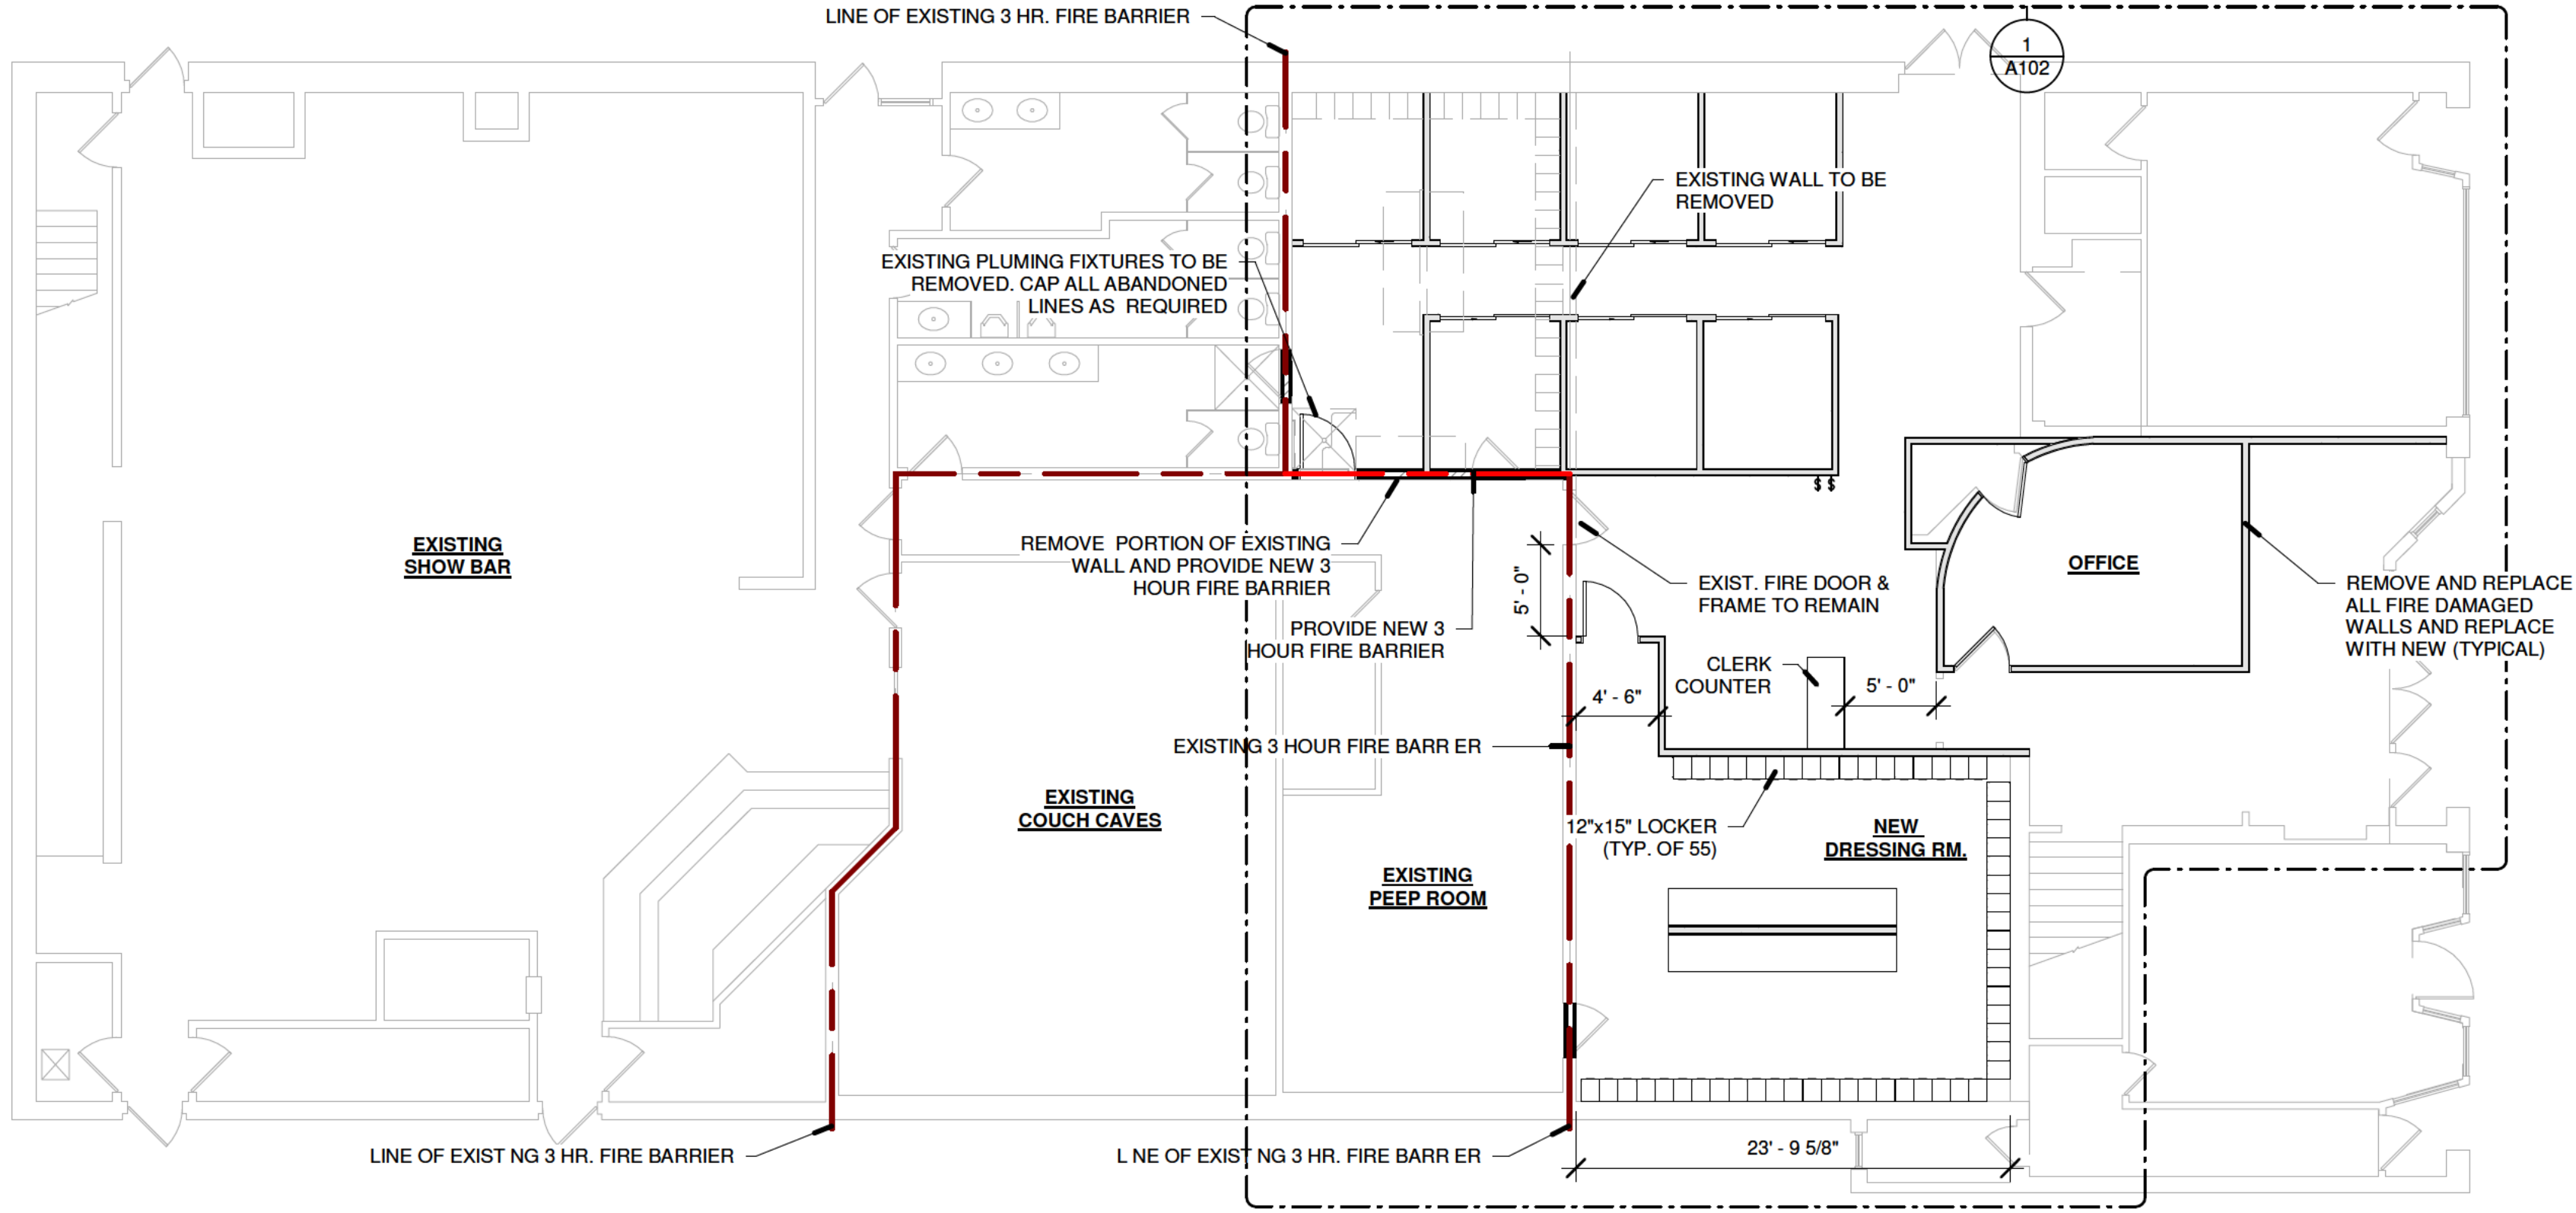 LINE OF EXISTING 3 HR. FIRE BARRIER
1
A102
EXISTING WALL TO BE
REMOVED
EXISTING PLUMING FIXTURES TO BE
REMOVED. CAP ALL ABANDONED
LINES AS REQUIRED
$ $
EXISTING
SHOW BAR
REMOVE PORTION OF EXISTING
WALL AND PROVIDE NEW 3
HOUR FIRE BARRIER
5' - 0"
EXIST. FIRE DOOR &
FRAME TO REMAIN
OFFICE
REMOVE AND REPLACE
ALL FIRE DAMAGED
WALLS AND REPLACE
WITH NEW (TYPICAL)
PROVIDE NEW 3
HOUR FIRE BARRIER
CLERK
COUNTER
5' - 0"
4' - 6"
EXISTING 3 HOUR FIRE BARR ER
EXISTING
COUCH CAVES
12"x15" LOCKER
(TYP. OF 55)
NEW
DRESSING RM.
EXISTING
PEEP ROOM
LINE OF EXIST NG 3 HR. FIRE BARRIER
L NE OF EXIST NG 3 HR. FIRE BARR ER
23' - 9 5/8"